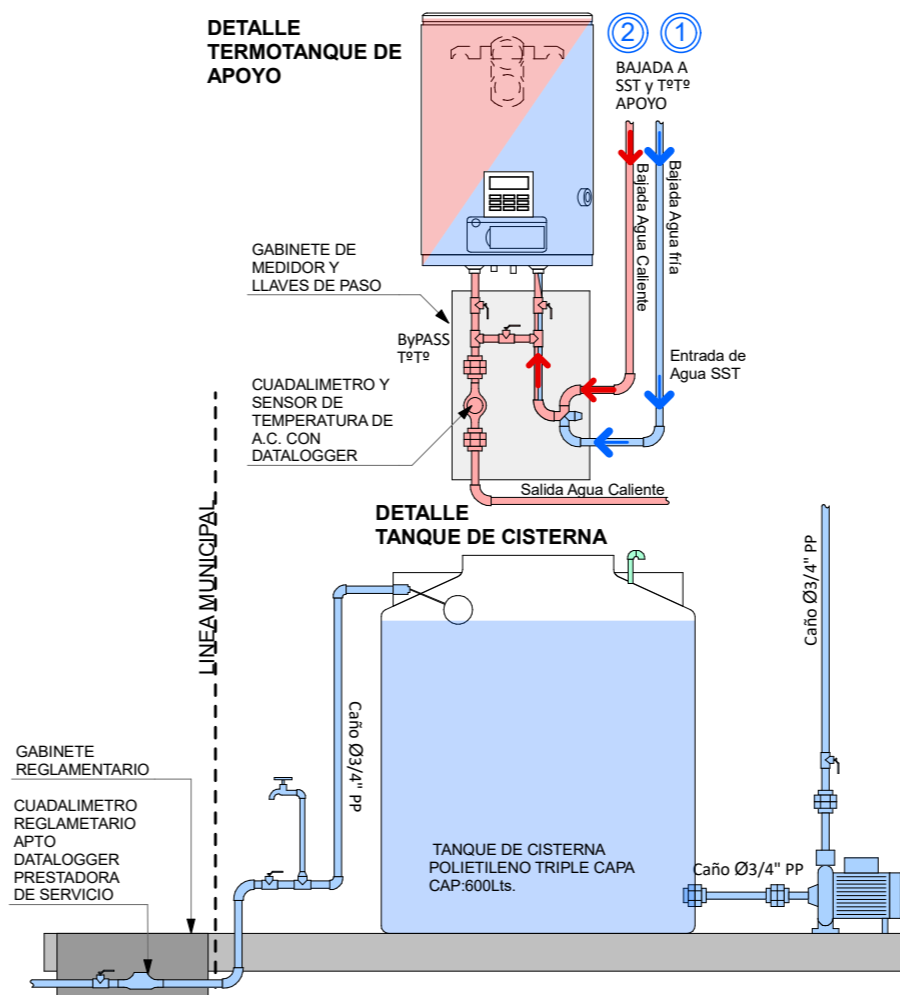 DETALLE
TERMOTANQUE DE
APOYO
2
1
BAJADA A
SST y TºTº
APOYO
Bajada Agua Caliente
Bajada Agua fría
GABINETE DE
MEDIDOR Y
LLAVES DE PASO
ByPASS
TºTº
Entrada de
Agua SST
CUADALIMETRO Y
SENSOR DE
TEMPERATURA DE
A.C. CON
DATALOGGER
Salida Agua Caliente
DETALLE
TANQUE DE CISTERNA
LINEA MUNICIPAL
Caño Ø3/4" PP
Caño Ø3/4" PP
GABINETE
REGLAMENTARIO
CUADALIMETRO
REGLAMETARIO
APTO
DATALOGGER
PRESTADORA
DE SERVICIO
TANQUE DE CISTERNA
POLIETILENO TRIPLE CAPA
CAP:600Lts.
Caño Ø3/4" PP